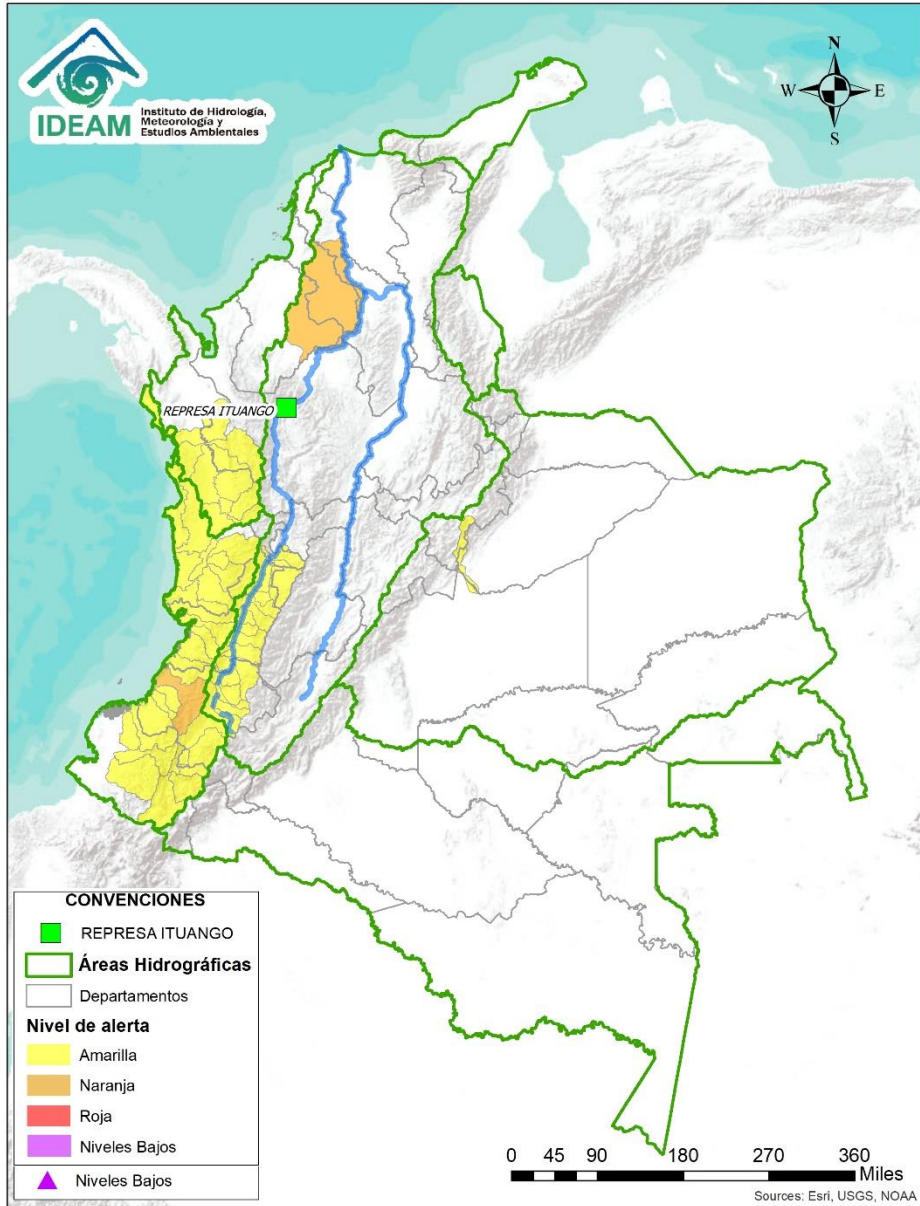 IDEAM
Instituto de Hidrología,
Meteorología y
Estudios Ambientales
N
W
E
S
REPRESA ITUANGO
CONVENCIONES
REPRESA ITUANGO
Áreas Hidrográficas
Departamentos
Nivel de alerta
Amarilla
Naranja
Roja
Niveles Bajos
Niveles Bajos
0 45 90 180 270 360
Miles
Sources: Esri, USGS, NOAA